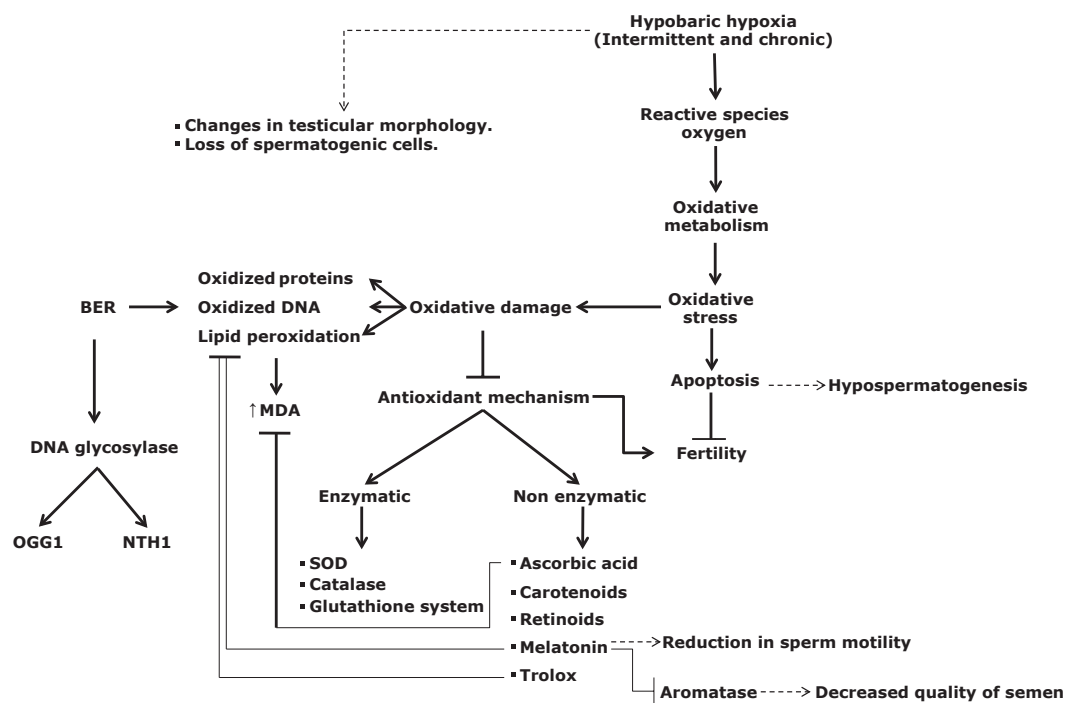 Hypobaric hypoxia
(Intermittent and chronic)
▪ Changes in testicular morphology.
▪ Loss of spermatogenic cells.
Reactive species
oxygen
Oxidative
metabolism
Oxidized proteins
BER
Oxidized DNA
Oxidative damage
Oxidative
stress
Lipid peroxidation
Apoptosis
Hypospermatogenesis
↑MDA
Antioxidant mechanism
DNA glycosylase
Fertility
Enzymatic
Non enzymatic
OGG1
NTH1
▪ SOD
▪ Catalase
▪ Glutathione system
▪ Ascorbic acid
▪ Carotenoids
▪ Retinoids
▪ Melatonin
Reduction in sperm motility
▪ Trolox
Aromatase
Decreased quality of semen